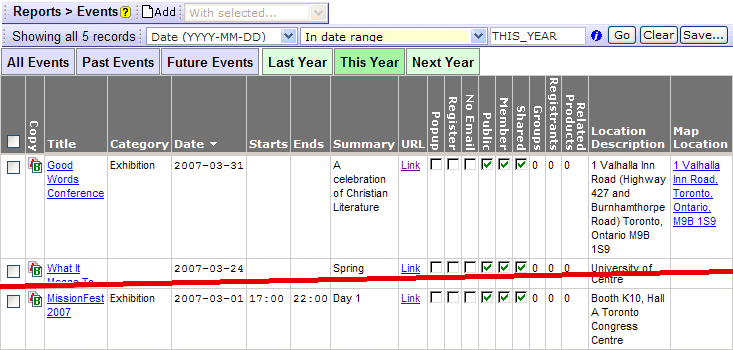 Reports > Events ? Add With selected...
Showing all 5 records Date (YYYY-MM-DD) In date range THIS_YEAR i Go Clear Save...
All Events Past Events Future Events Last Year This Year Next Year
Copy Title Category Date Starts Ends Summary URL Popup Register No Email Public Member Shared Groups Registrants Related Products Location Description Map Location
Good Exhibition 2007-03-31 A Link 0 0 0 1 Valhalla Inn 1 Valhalla
Words celebration Road (Highway Inn Road,
Conference of Christian 427 and Toronto,
Literature Burnhamthorpe Ontario,
Road) Toronto, M9B 1S9
Ontario M9B
1S9
What It 2007-03-24 Spring Link 0 0 0 University of
Means To Centre
MissionFest Exhibition 2007-03-01 17:00 22:00 Day 1 Link 0 0 0 Booth K10, Hall
2007 A Toronto
Congress
Centre